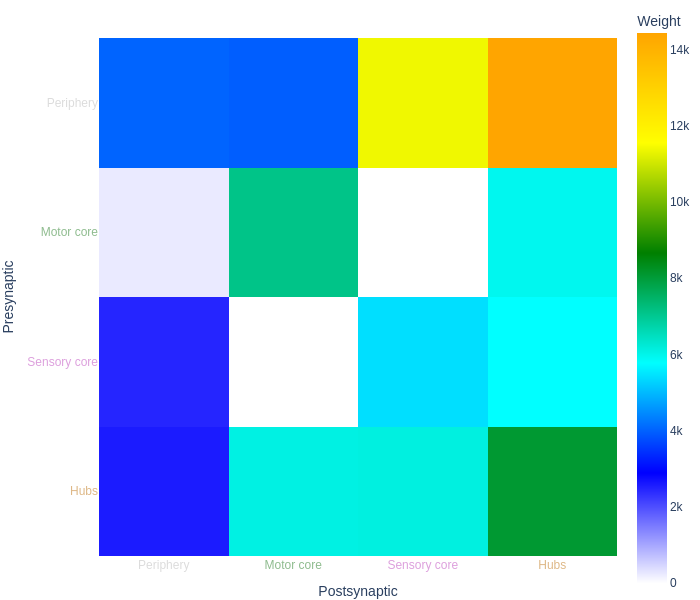 Weight
14k
12k
10k
8k
6k
4k
2k
0
Presynaptic
Periphery
Motor core
Sensory core
Hubs
Periphery
Motor core
Sensory core
Hubs
Postsynaptic